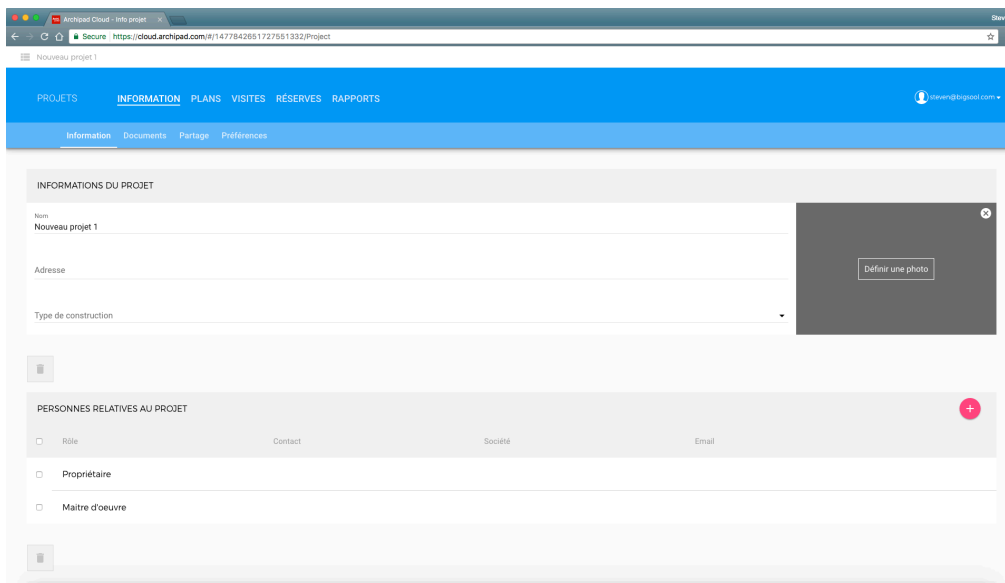 Archipad Cloud - Info projet
Stev
Secure https://cloud.archipad.com/#/1477842651727551332/Project
Nouveau projet 1
PROJETS INFORMATION PLANS VISITES RÉSERVES RAPPORTS steven@bigsool.com
Information Documents Partage Préférences
INFORMATIONS DU PROJET
Nom
Nouveau projet 1
Adresse
Définir une photo
Type de construction
PERSONNES RELATIVES AU PROJET
Rôle Contact Société Email
Propriétaire
Maitre d'oeuvre